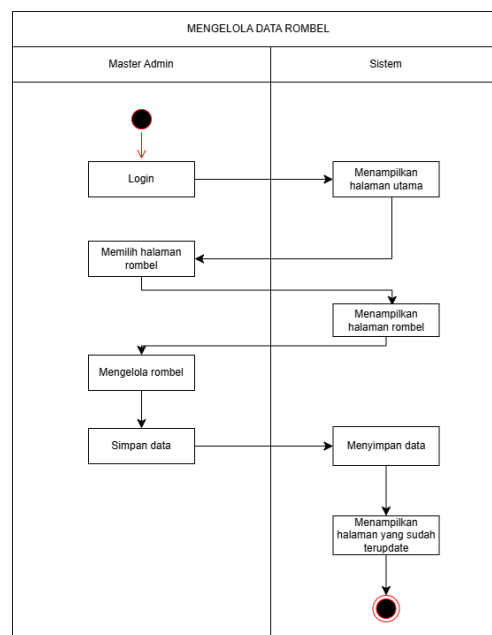 MENGELOLA DATA ROMBEL
Master Admin
Sistem
Login
Menampilkan
halaman utama
Memilih halaman
rombel
Menampilkan
halaman rombel
Mengelola rombel
Simpan data
Menyimpan data
Menampilkan
halaman yang sudah
terupdate